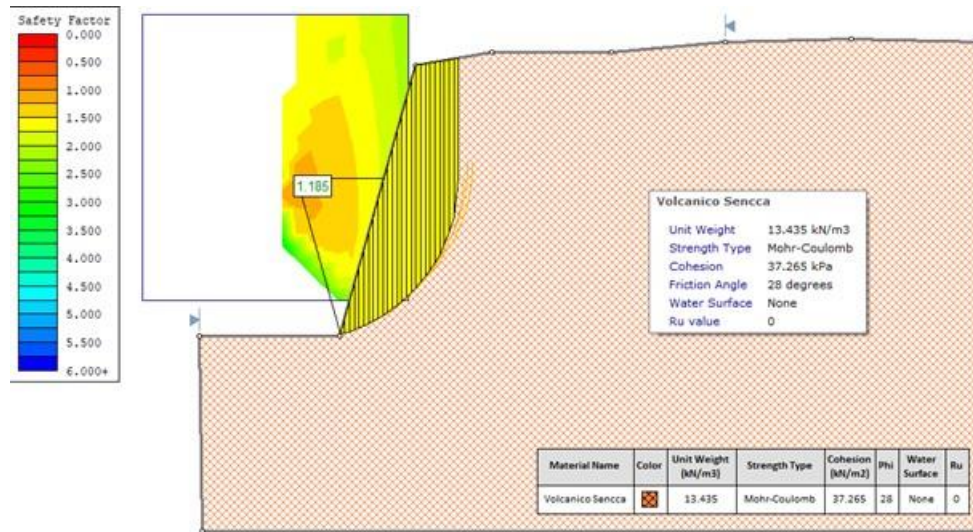 Safety Factor
0.000
0.500
1.000
1.500
2.000
2.500
3.000
3.500
4.000
4.500
5.000
5.500
6.000+
1.185
Volcanico Sencca
Unit Weight 13.435 kN/m3
Strength Type Mohr-Coulomb
Cohesion 37.265 kPa
Friction Angle 28 degrees
Water Surface None
Ru value 0
Material Name Color Unit Weight (kN/m3) Strength Type Cohesion (kN/m2) Phi Water Surface Ru
Volcanico Sencca 13.435 Mohr-Coulomb 37.265 28 None 0